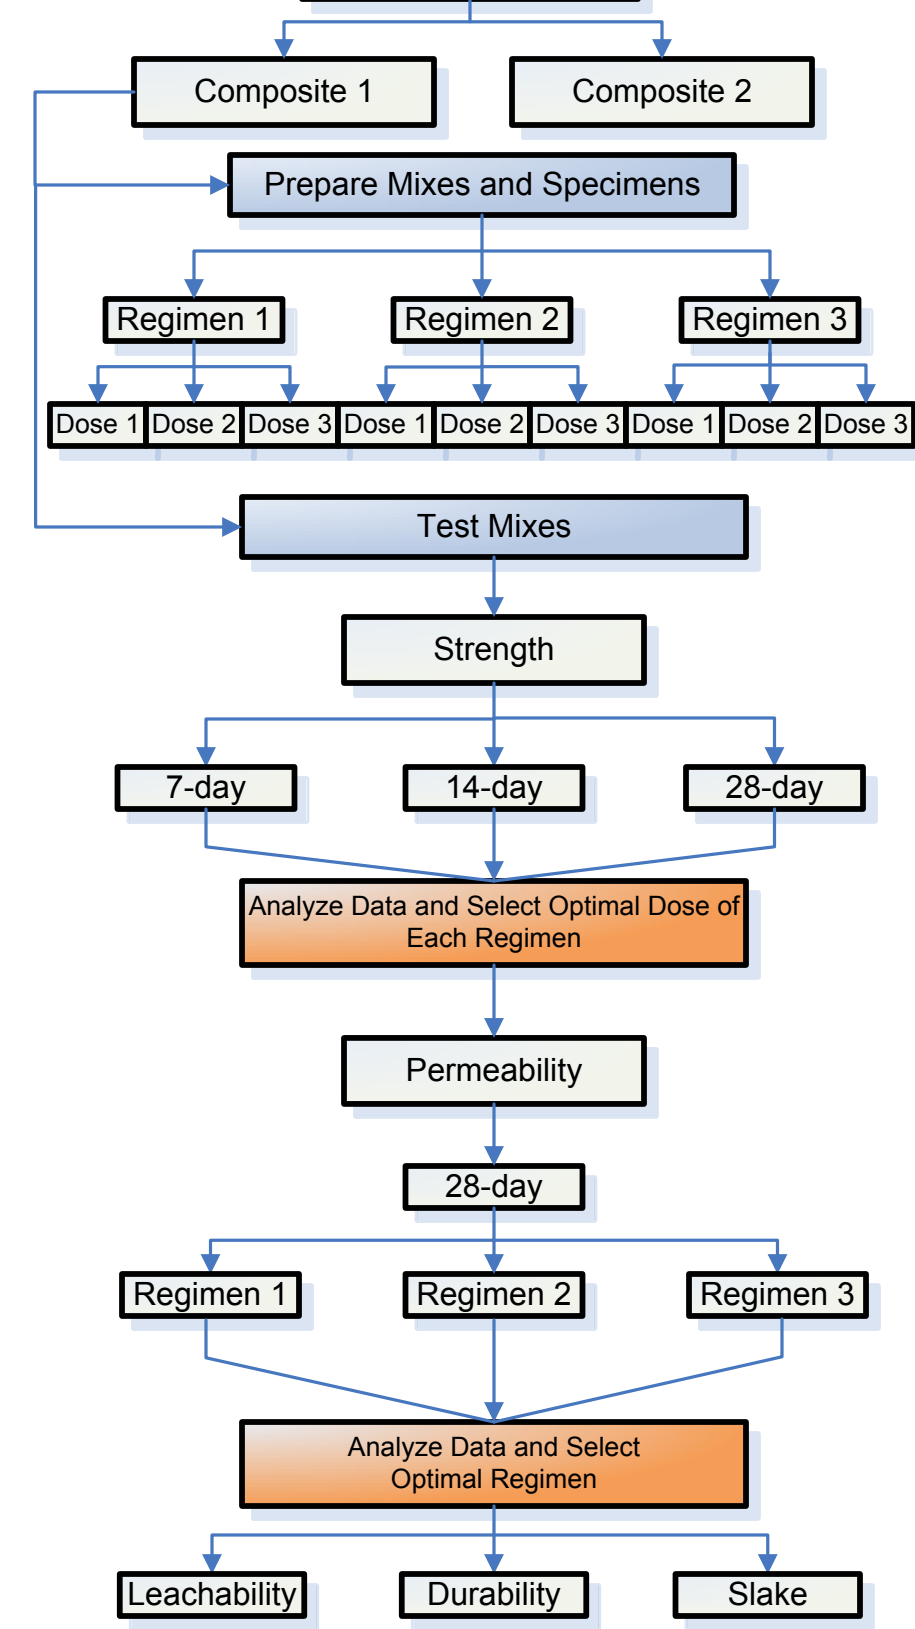 Composite 1
Composite 2
Prepare Mixes and Specimens
Regimen 1
Regimen 2
Regimen 3
Dose 1
Dose 2
Dose 3
Dose 1
Dose 2
Dose 3
Dose 1
Dose 2
Dose 3
Test Mixes
Strength
7-day
14-day
28-day
Analyze Data and Select Optimal Dose of
Each Regimen
Permeability
28-day
Regimen 1
Regimen 2
Regimen 3
Analyze Data and Select
Optimal Regimen
Leachability
Durability
Slake